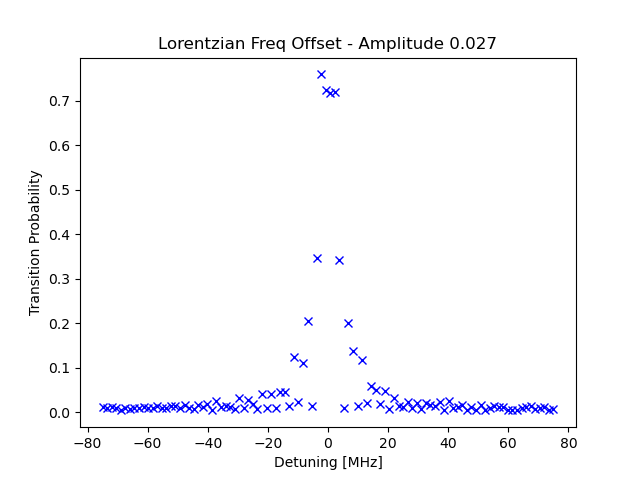 Lorentzian Freq Offset - Amplitude 0.027
Transition Probability
0.7
0.6
0.5
0.4
0.3
0.2
0.1
0.0
−80 −60 −40 −20 0 20 40 60 80
Detuning [MHz]